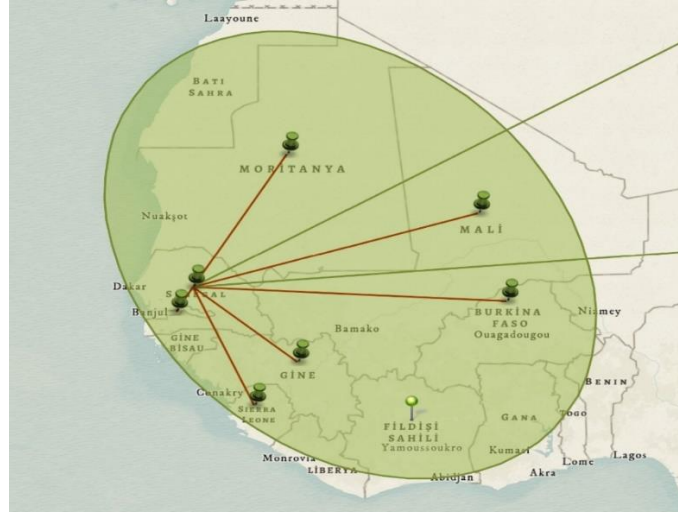 Laayoune
BATI
SAHRA
MORİTANYA
Nuakşot
MALİ
Dakar
SENEGAL
Banjul
BURKİNA
FASO
Ouagadougou
Niamey
Bamako
GİNE
BİSAU
GİNE
BENIN
Conakry
SIERRA
LEONE
FİLDİŞİ
SAHİLİ
Yamoussoukro
GANA
TOGO
Kumasi
Monrovia
LİBERYA
Abidjan
Akra
Lome
Lagos